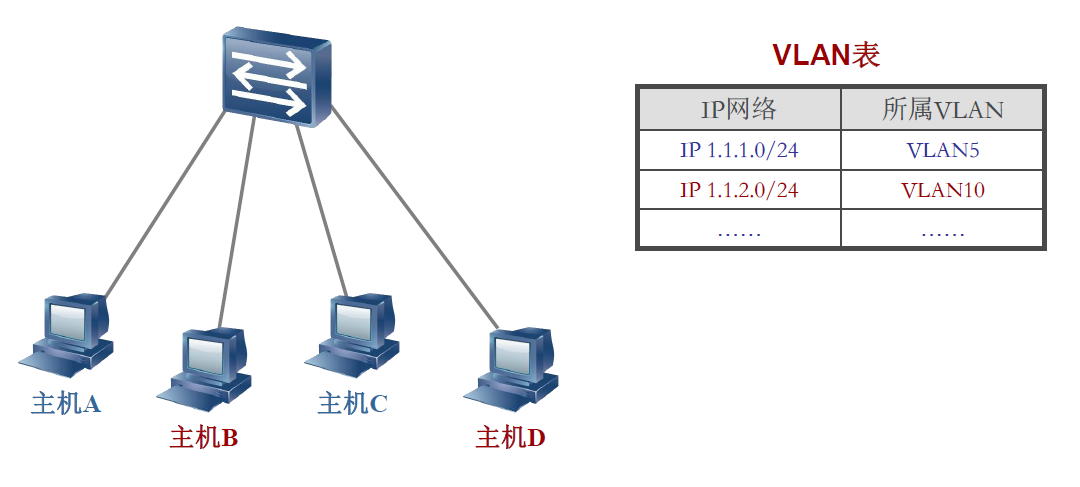 VLAN表
IP网络 所属VLAN
IP 1.1.1.0/24 VLAN5
IP 1.1.2.0/24 VLAN10
…… ……
主机A
主机B
主机C
主机D